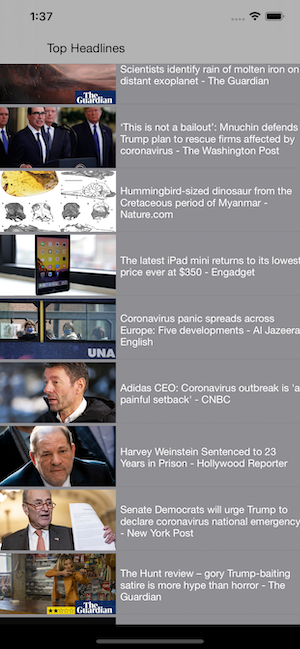 1:37
Top Headlines
Scientists identify rain of molten iron on
distant exoplanet - The Guardian
The
Guardian
‘This is not a bailout’: Mnuchin defends
Trump plan to rescue firms affected by
coronavirus - The Washington Post
Hummingbird-sized dinosaur from the
Cretaceous period of Myanmar -
Nature.com
The latest iPad mini returns to its lowest
price ever at $350 - Engadget
Coronavirus panic spreads across
Europe: Five developments - Al Jazeera
English
UNA
Adidas CEO: Coronavirus outbreak is 'a
painful setback' - CNBC
Harvey Weinstein Sentenced to 23
Years in Prison - Hollywood Reporter
Senate Democrats will urge Trump to
declare coronavirus national emergency
- New York Post
The Hunt review – gory Trump-baiting
satire is more hype than horror - The
Guardian
The
Guardian